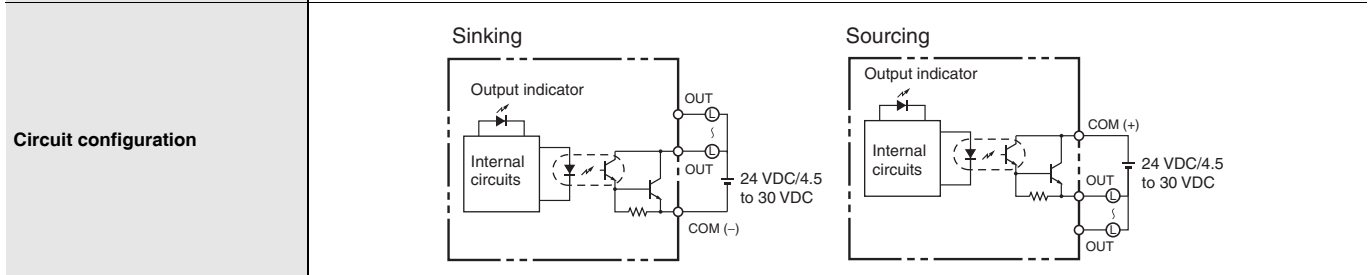 Circuit configuration
Sinking
Output indicator
Internal
circuits
OUT
L
L
OUT
24 VDC/4.5
to 30 VDC
COM (–)
Sourcing
Output indicator
Internal
circuits
COM (+)
24 VDC/4.5
to 30 VDC
OUT
L
L
OUT